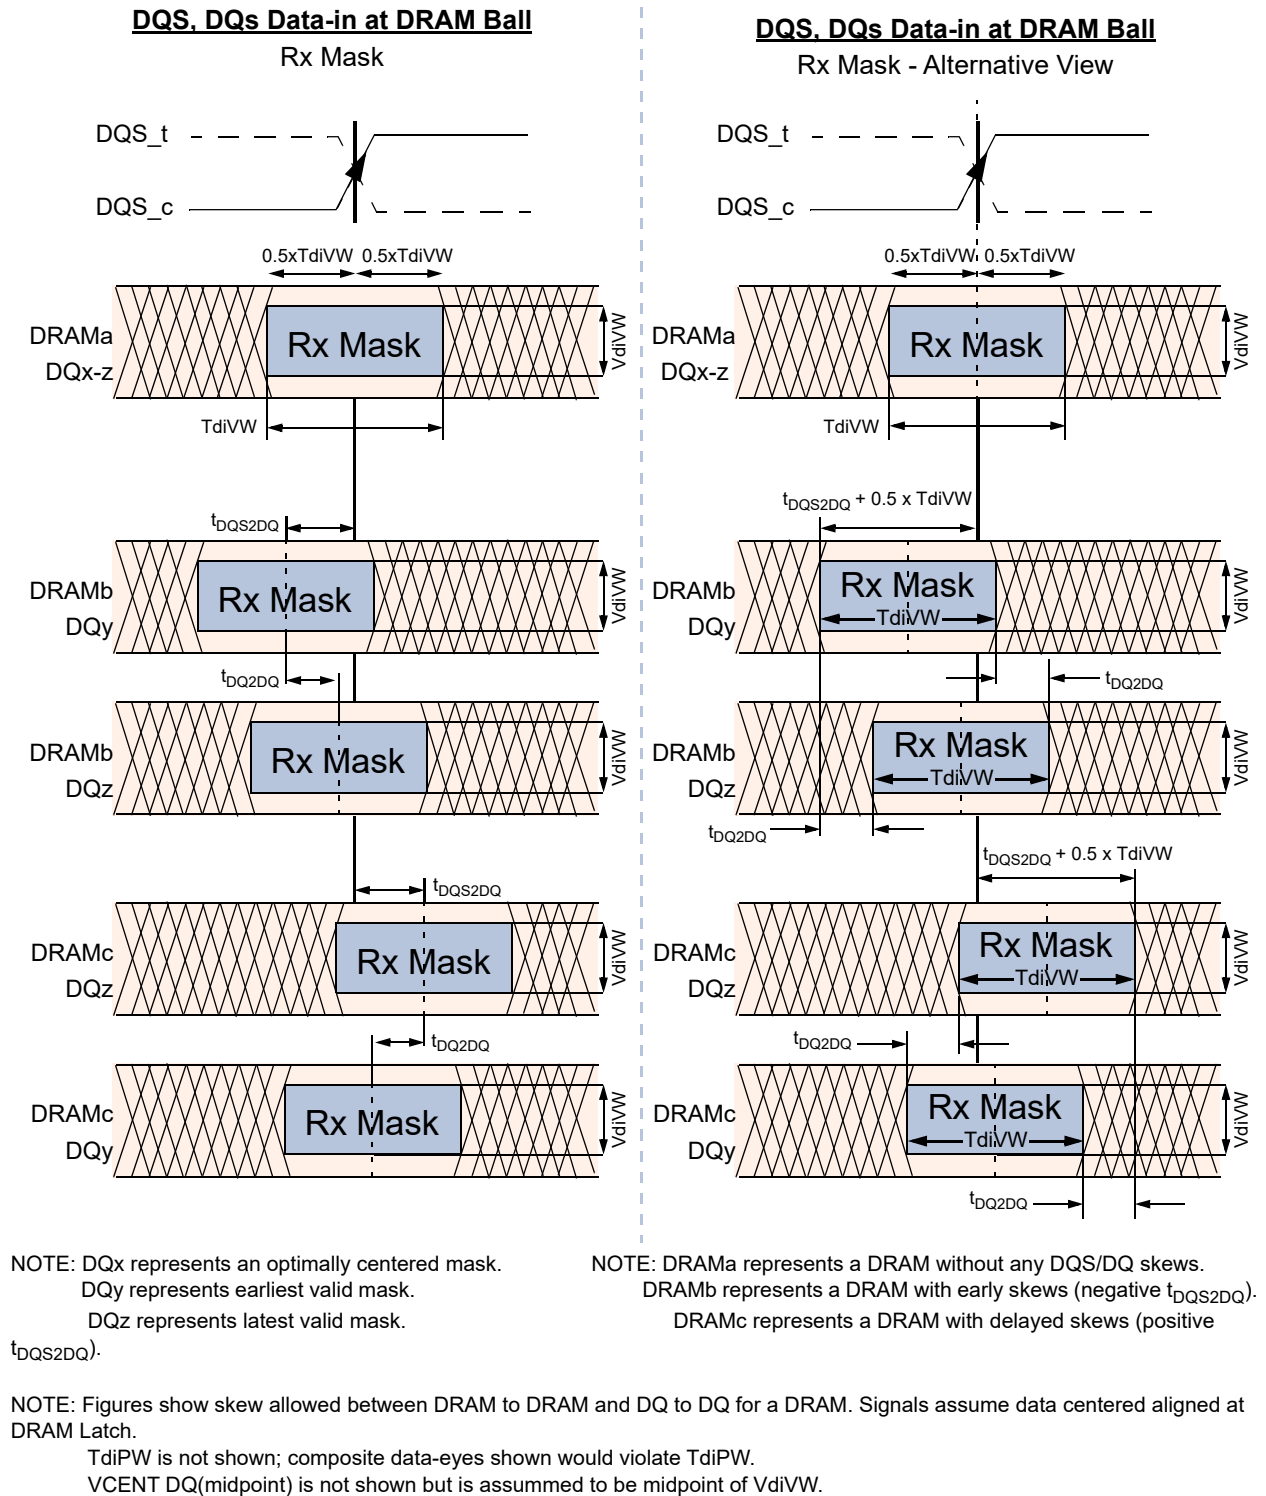 DQS, DQs Data-in at DRAM Ball
Rx Mask
DQS_t
DQS_c
0.5xTdiVW 0.5xTdiVW
DRAMa
DQx-z
Rx Mask
VdiVW
TdiVW
tDQS2DQ
DRAMb
DQy
Rx Mask
VdiVW
tDQ2DQ
DRAMb
DQz
Rx Mask
VdiVW
tDQS2DQ
DRAMc
DQz
Rx Mask
VdiVW
tDQ2DQ
DRAMc
DQy
Rx Mask
VdiVW
DQS, DQs Data-in at DRAM Ball
Rx Mask - Alternative View
DQS_t
DQS_c
0.5xTdiVW 0.5xTdiVW
DRAMa
DQx-z
Rx Mask
VdiVW
TdiVW
tDQS2DQ + 0.5 x TdiVW
DRAMb
DQy
Rx Mask
TdiVW
VdiVW
tDQ2DQ
DRAMb
DQz
Rx Mask
TdiVW
VdiVW
tDQ2DQ
tDQS2DQ + 0.5 x TdiVW
DRAMc
DQz
Rx Mask
TdiVW
VdiVW
tDQ2DQ
DRAMc
DQy
Rx Mask
TdiVW
VdiVW
tDQ2DQ
NOTE: DQx represents an optimally centered mask. NOTE: DRAMa represents a DRAM without any DQS/DQ skews.
DQy represents earliest valid mask. DRAMb represents a DRAM with early skews (negative tDQS2DQ).
DQz represents latest valid mask. DRAMc represents a DRAM with delayed skews (positive
tDQS2DQ).
NOTE: Figures show skew allowed between DRAM to DRAM and DQ to DQ for a DRAM. Signals assume data centered aligned at
DRAM Latch.
TdiPW is not shown; composite data-eyes shown would violate TdiPW.
VCENT DQ(midpoint) is not shown but is assummed to be midpoint of VdiVW.